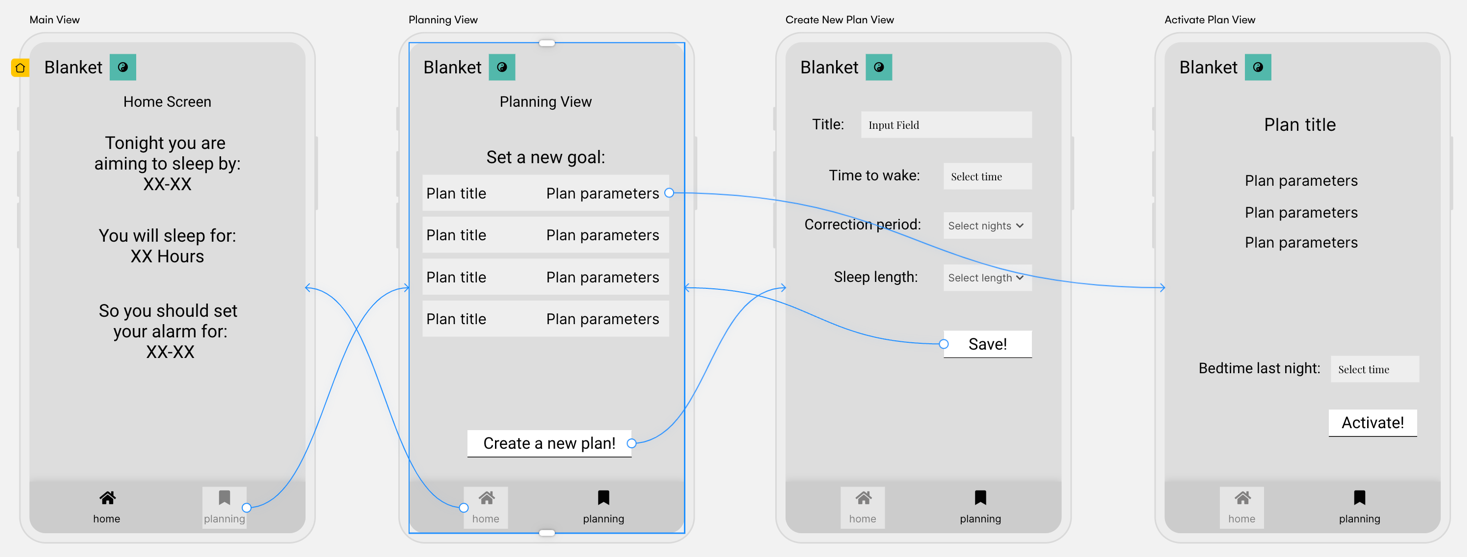 Main View
Blanket
Home Screen
Tonight you are
aiming to sleep by:
XX-XX
You will sleep for:
XX Hours
So you should set
your alarm for:
XX-XX
home
planning
Planning View
Blanket
Planning View
Set a new goal:
Plan title Plan parameters
Plan title Plan parameters
Plan title Plan parameters
Plan title Plan parameters
Create a new plan!
home
planning
Create New Plan View
Blanket
Title: Input Field
Time to wake: Select time
Correction period: Select nights
Sleep length: Select length
Save!
home
planning
Activate Plan View
Blanket
Plan title
Plan parameters
Plan parameters
Plan parameters
Bedtime last night: Select time
Activate!
home
planning